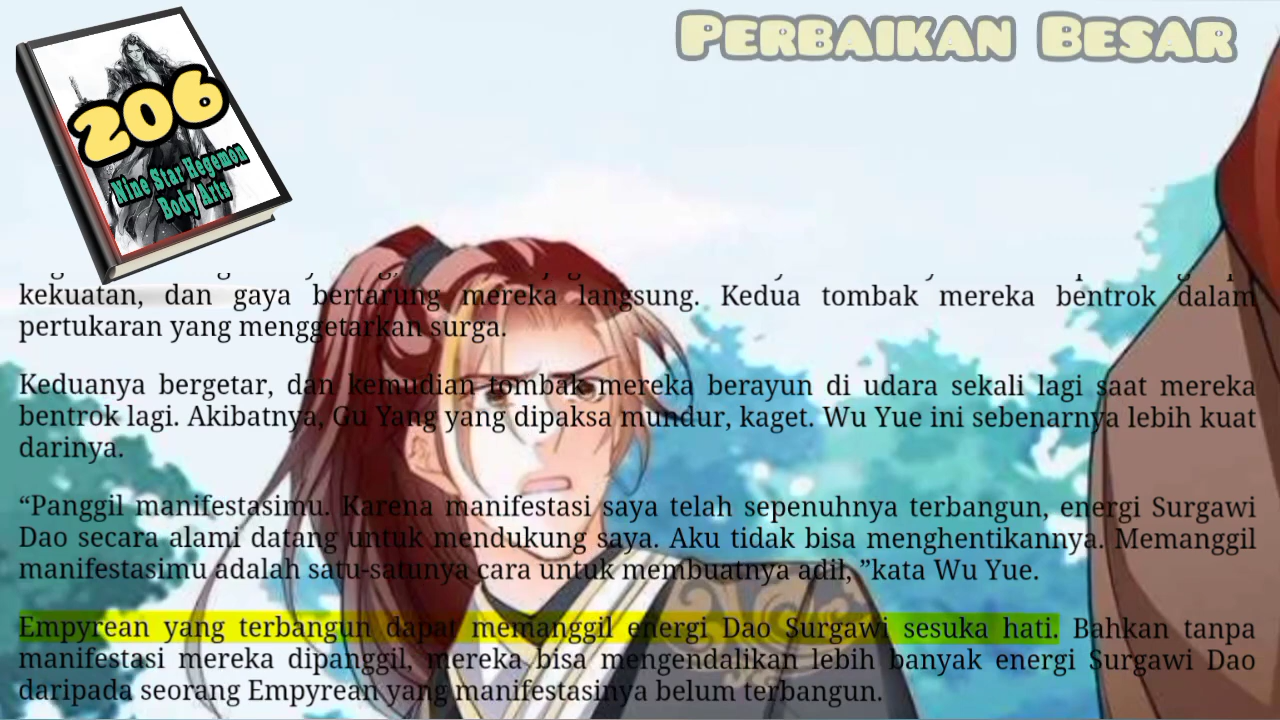 Perbaikan Besar
206
Nine Star Hegemon
Body Arts
kekuatan, dan gaya bertarung mereka langsung. Kedua tombak mereka bentrok dalam
pertukaran yang menggetarkan surga.
Keduanya bergetar, dan kemudian tombak mereka berayun di udara sekali lagi saat mereka
bentrok lagi. Akibatnya, Gu Yang yang dipaksa mundur, kaget. Wu Yue ini sebenarnya lebih kuat
darinya.
“Panggil manifestasimu. Karena manifestasi saya telah sepenuhnya terbangun, energi Surgawi
Dao secara alami datang untuk mendukung saya. Aku tidak bisa menghentikannya. Memanggil
manifestasimu adalah satu-satunya cara untuk membuatnya adil, ”kata Wu Yue.
Empyrean yang terbangun dapat memanggil energi Dao Surgawi sesuka hati. Bahkan tanpa
manifestasi mereka dipanggil, mereka bisa mengendalikan lebih banyak energi Surgawi Dao
daripada seorang Empyrean yang manifestasinya belum terbangun.